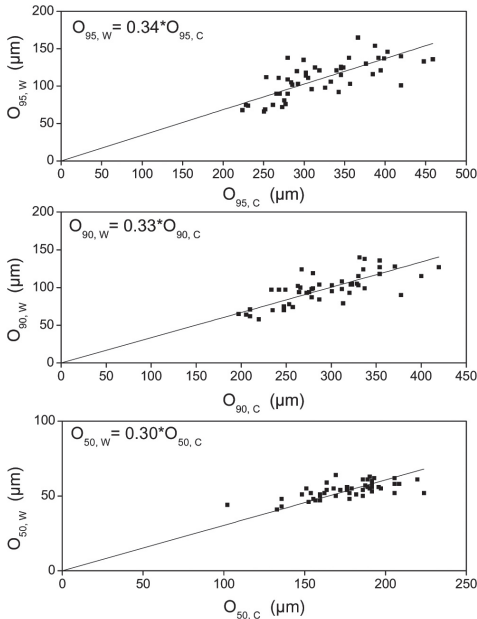 200
O95, W = 0.34*O95, C
150
100
50
0
O95, W (µm)
0 50 100 150 200 250 300 350 400 450 500
O95, C (µm)
200
O90, W = 0.33*O90, C
150
100
50
0
O90, W (µm)
0 50 100 150 200 250 300 350 400 450
O90, C (µm)
100
O50, W = 0.30*O50, C
50
0
O50, W (µm)
0 50 100 150 200 250
O50, C (µm)